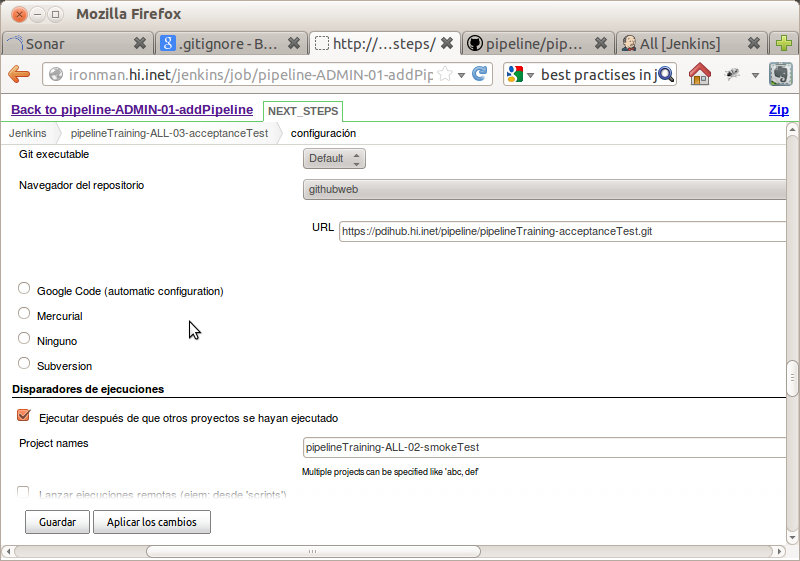 Mozilla Firefox
Sonar
.gitignore - B...
http://...steps/
pipeline/pip...
All [Jenkins]
ironman.hi.inet/jenkins/job/pipeline-ADMIN-01-addPip
best practises in j
Back to pipeline-ADMIN-01-addPipeline
NEXT_STEPS
Zip
Jenkins
pipelineTraining-ALL-03-acceptanceTest
configuración
Git executable
Default
Navegador del repositorio
githubweb
URL
https://pdihub.hi.inet/pipeline/pipelineTraining-acceptanceTest.git
Google Code (automatic configuration)
Mercurial
Ninguno
Subversion
Disparadores de ejecuciones
Ejecutar después de que otros proyectos se hayan ejecutado
Project names
pipelineTraining-ALL-02-smokeTest
Multiple projects can be specified like 'abc, def'
Lanzar ejecuciones remotas (ejem: desde 'scripts')
Guardar
Aplicar los cambios